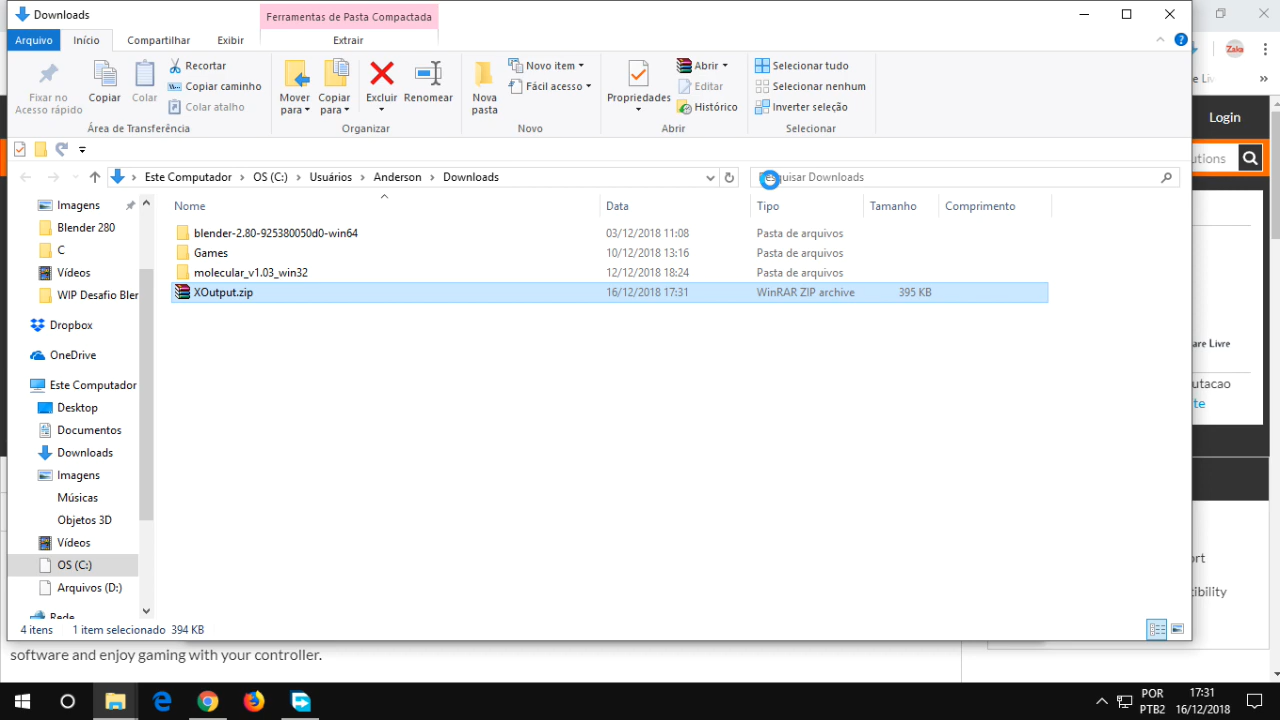 Downloads
Ferramentas de Pasta Compactada
Arquivo Início Compartilhar Exibir Extrair
Fixar no Acesso rápido
Copiar
Colar
Recortar
Copiar caminho
Colar atalho
Mover para
Copiar para
Excluir
Renomear
Nova pasta
Novo item
Fácil acesso
Propriedades
Abrir
Editar
Histórico
Selecionar tudo
Selecionar nenhum
Inverter seleção
Área de Transferência Organizar Novo Abrir Selecionar
Este Computador OS (C:) Usuários Anderson Downloads
Downloads
Nome Data Tipo Tamanho Comprimento
blender-2.80-925380050d0-win64 03/12/2018 11:08 Pasta de arquivos
Games 10/12/2018 13:16 Pasta de arquivos
molecular_v1.03_win32 12/12/2018 18:24 Pasta de arquivos
XOutput.zip 16/12/2018 17:31 WinRAR ZIP archive 395 KB
Imagens
Blender 280
C
Vídeos
WIP Desafio Bler
Dropbox
OneDrive
Este Computador
Desktop
Documentos
Downloads
Imagens
Músicas
Objetos 3D
Vídeos
OS (C:)
Arquivos (D:)
Rede
4 itens 1 item selecionado 394 KB
Zaka
e Liv
»
Login
utions
are Livre
utacao
te
ort
tibility
software and enjoy gaming with your controller.
POR
PTB2
17:31
16/12/2018